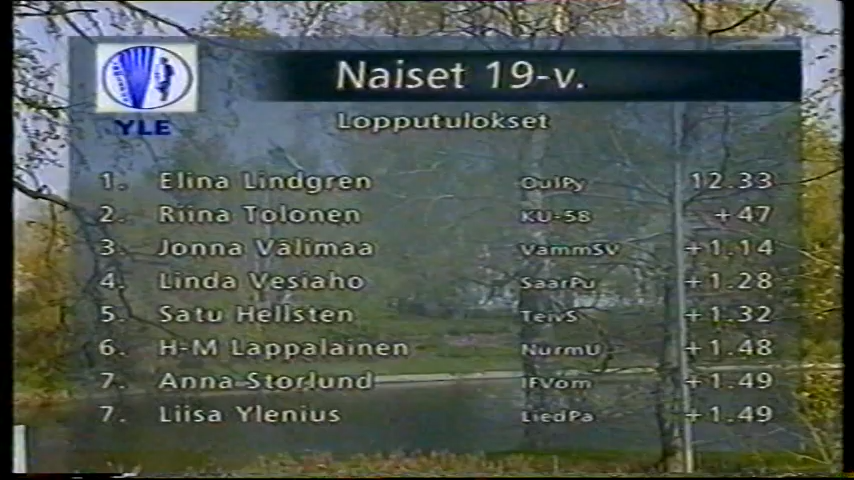 Naiset 19-v.
YLE
Lopputulokset
1. Elina Lindgren OulPy 12.33
2. Riina Tolonen KU-58 +47
3. Jonna Välimaa VammSV +1.14
4. Linda Vesiaho SaarPu +1.28
5. Satu Hellsten TeivS +1.32
6. H-M Lappalainen NurmU +1.48
7. Anna Storlund IFVom +1.49
7. Liisa Ylenius LiedPa +1.49